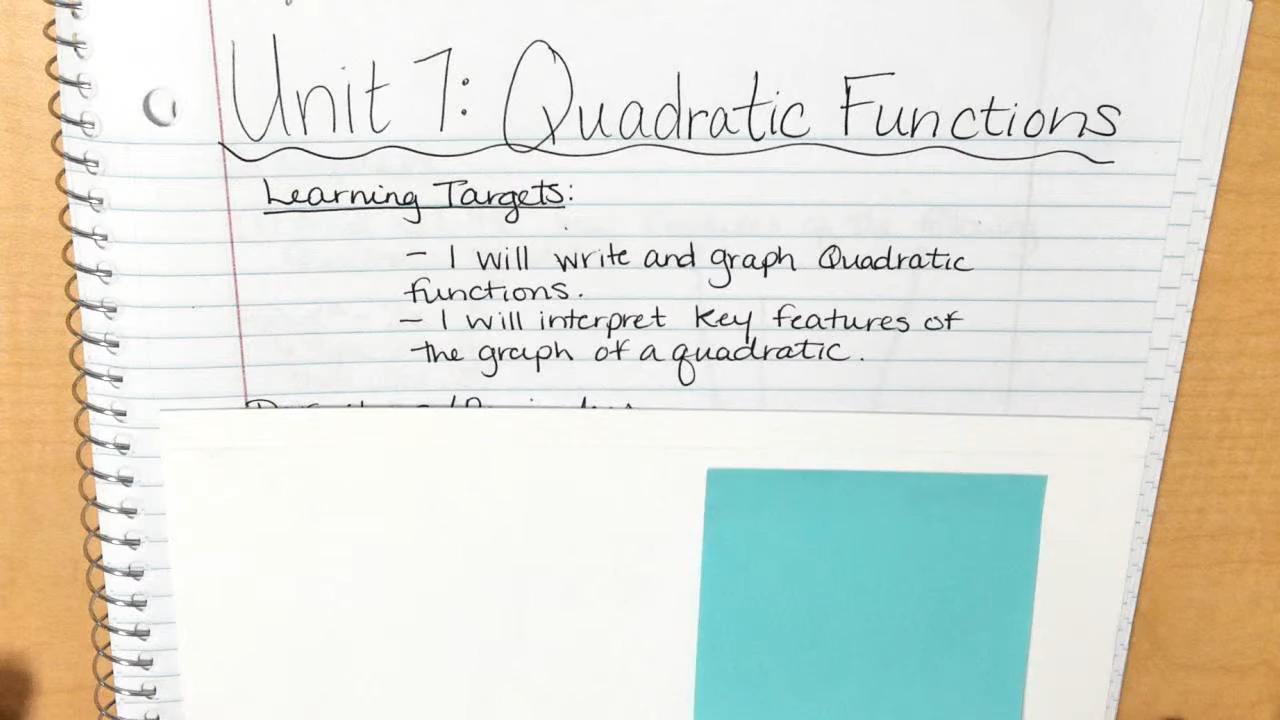 Unit 7: Quadratic Functions
Learning Targets:
- I will write and graph Quadratic
functions.
- I will interpret key features of
the graph of a quadratic.